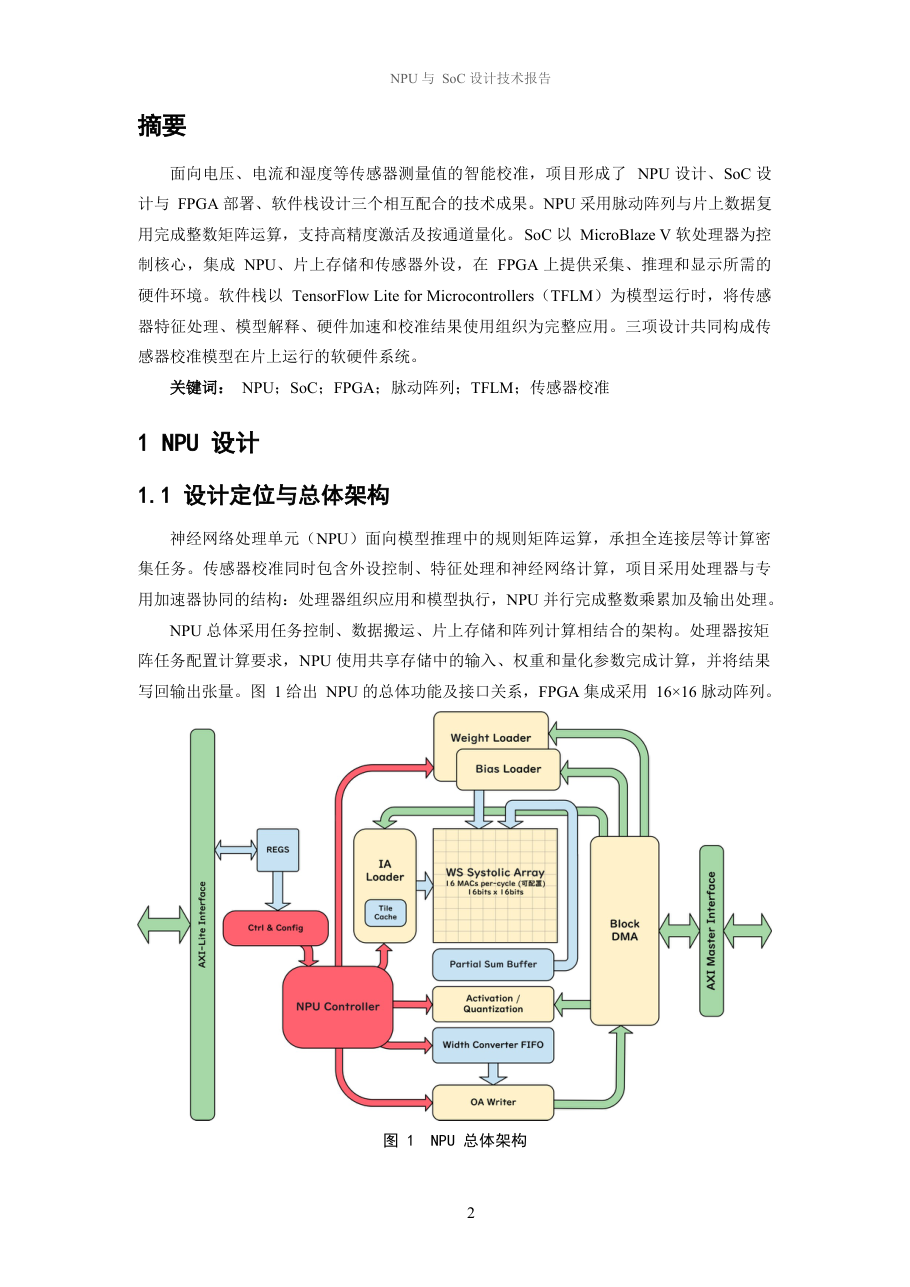 NPU 与 SoC 设计技术报告
摘要
面向电压、电流和湿度等传感器测量值的智能校准，项目形成了 NPU 设计、SoC 设
计与 FPGA 部署、软件栈设计三个相互配合的技术成果。NPU 采用脉动阵列与片上数据复
用完成整数矩阵运算，支持高精度激活及按通道量化。SoC 以 MicroBlaze V 软处理器为控
制核心，集成 NPU、片上存储和传感器外设，在 FPGA 上提供采集、推理和显示所需的
硬件环境。软件栈以 TensorFlow Lite for Microcontrollers（TFLM）为模型运行时，将传感
器特征处理、模型解释、硬件加速和校准结果使用组织为完整应用。三项设计共同构成传
感器校准模型在片上运行的软硬件系统。
关键词： NPU；SoC；FPGA；脉动阵列；TFLM；传感器校准
1 NPU 设计
1.1 设计定位与总体架构
神经网络处理单元（NPU）面向模型推理中的规则矩阵运算，承担全连接层等计算密
集任务。传感器校准同时包含外设控制、特征处理和神经网络计算，项目采用处理器与专
用加速器协同的结构：处理器组织应用和模型执行，NPU 并行完成整数乘累加及输出处理。
NPU 总体采用任务控制、数据搬运、片上存储和阵列计算相结合的架构。处理器按矩
阵任务配置计算要求，NPU 使用共享存储中的输入、权重和量化参数完成计算，并将结果
写回输出张量。图 1 给出 NPU 的总体功能及接口关系，FPGA 集成采用 16×16 脉动阵列。
Weight Loader
Bias Loader
REGS
IA
Loader
Tile
Cache
WS Systolic Array
16 MACs per-cycle (可配置)
16bits x 16bits
AXI-Lite Interface
Ctrl & Config
Block
DMA
AXI Master Interface
Partial Sum Buffer
NPU Controller
Activation /
Quantization
Width Converter FIFO
OA Writer
图 1 NPU 总体架构
2